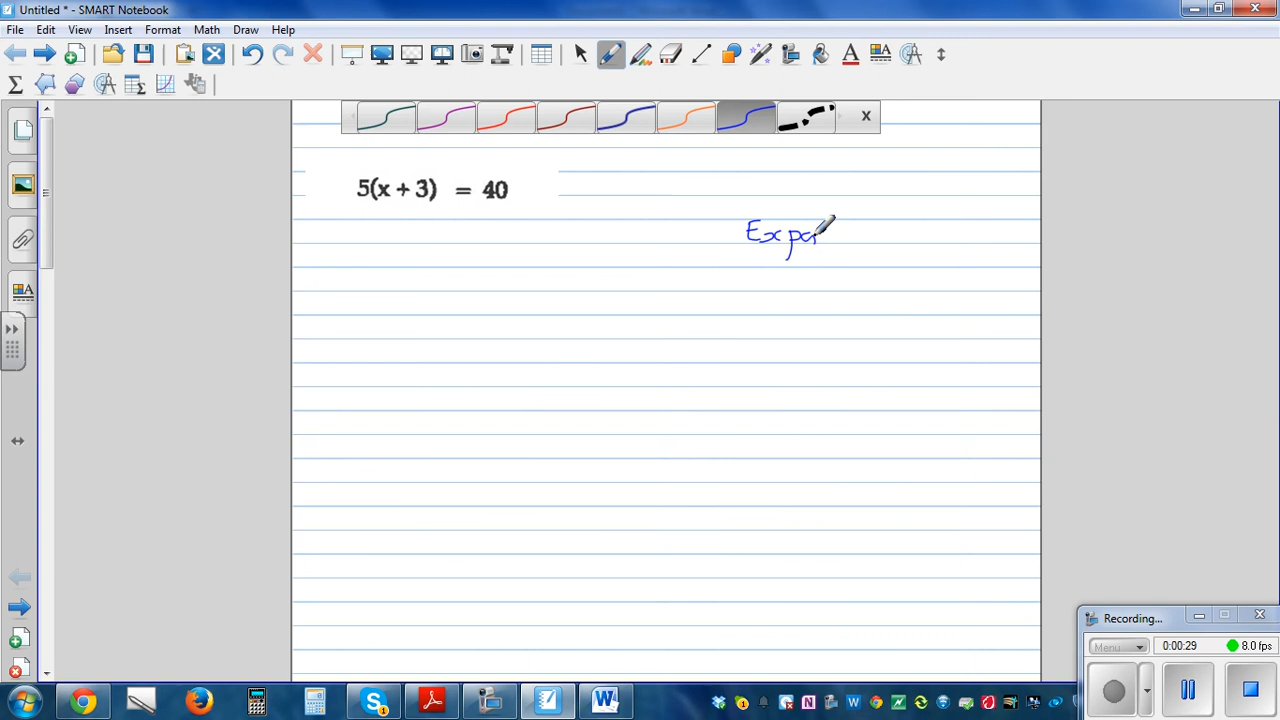 Untitled * - SMART Notebook
File Edit View Insert Format Math Draw Help
5(x + 3) = 40
Expa
Recording...
Menu
0:00:29
8.0 fps